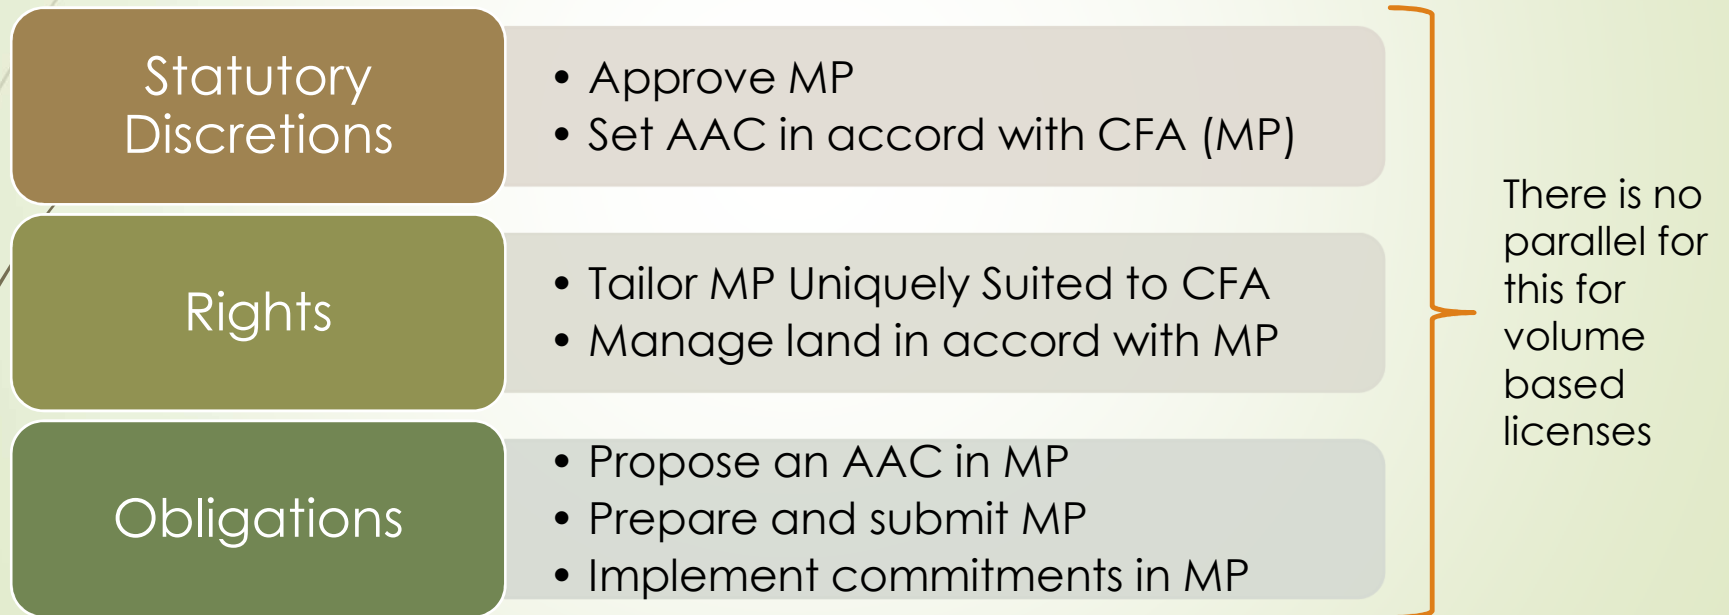 Statutory
Discretions
• Approve MP
• Set AAC in accord with CFA (MP)
Rights
• Tailor MP Uniquely Suited to CFA
• Manage land in accord with MP
Obligations
• Propose an AAC in MP
• Prepare and submit MP
• Implement commitments in MP
There is no
parallel for
this for
volume
based
licenses